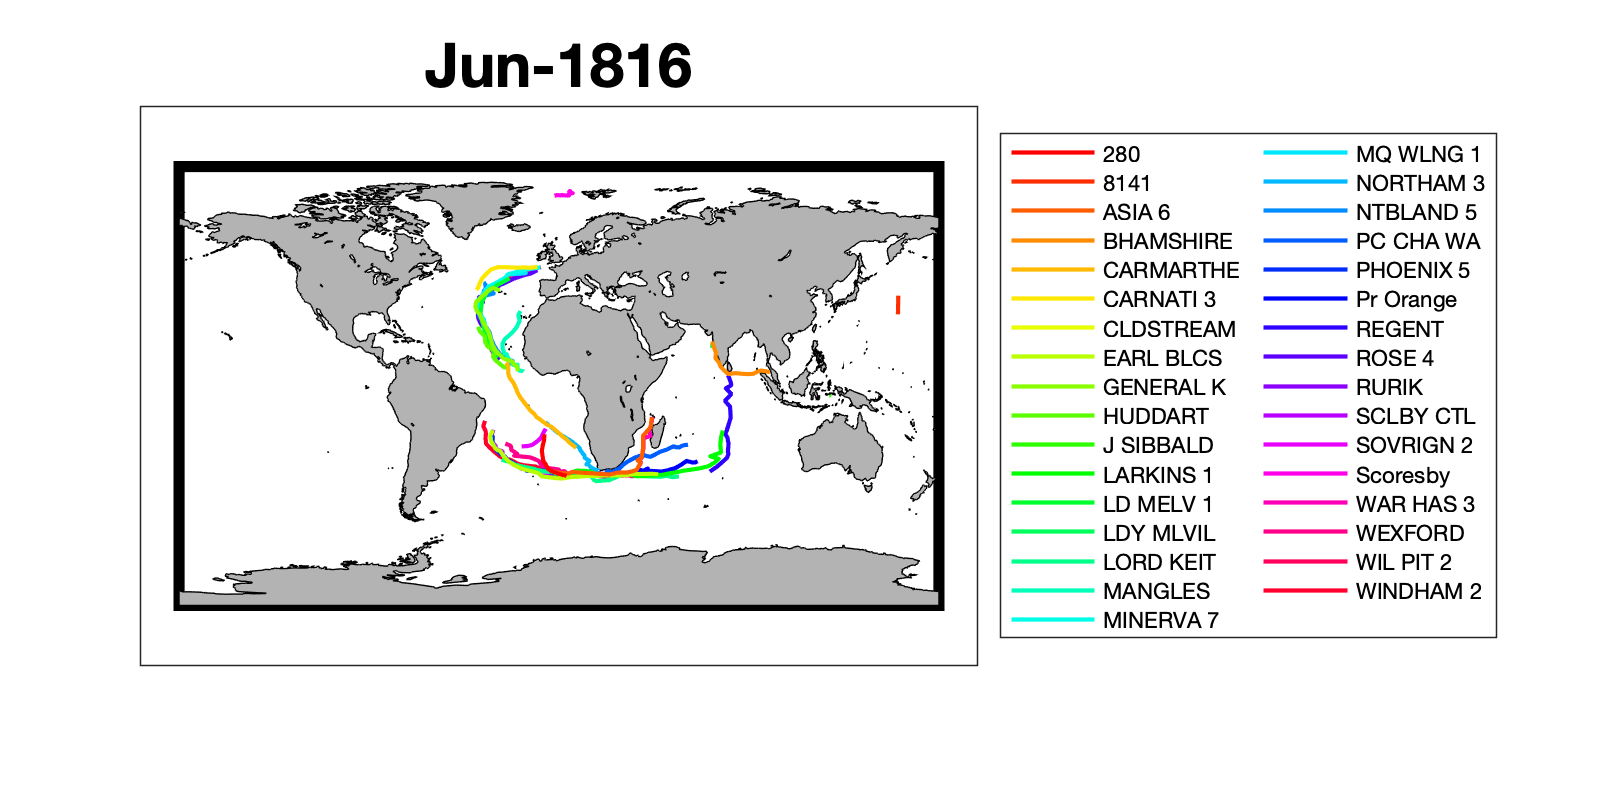 Jun-1816
280
8141
ASIA 6
BHAMSHIRE
CARMARTHE
CARNATI 3
CLDSTREAM
EARL BLCS
GENERAL K
HUDDART
J SIBBALD
LARKINS 1
LD MELV 1
LDY MLVIL
LORD KEIT
MANGLES
MINERVA 7
MQ WLNG 1
NORTHAM 3
NTBLAND 5
PC CHA WA
PHOENIX 5
Pr Orange
REGENT
ROSE 4
RURIK
SCLBY CTL
SOVRIGN 2
Scoresby
WAR HAS 3
WEXFORD
WIL PIT 2
WINDHAM 2